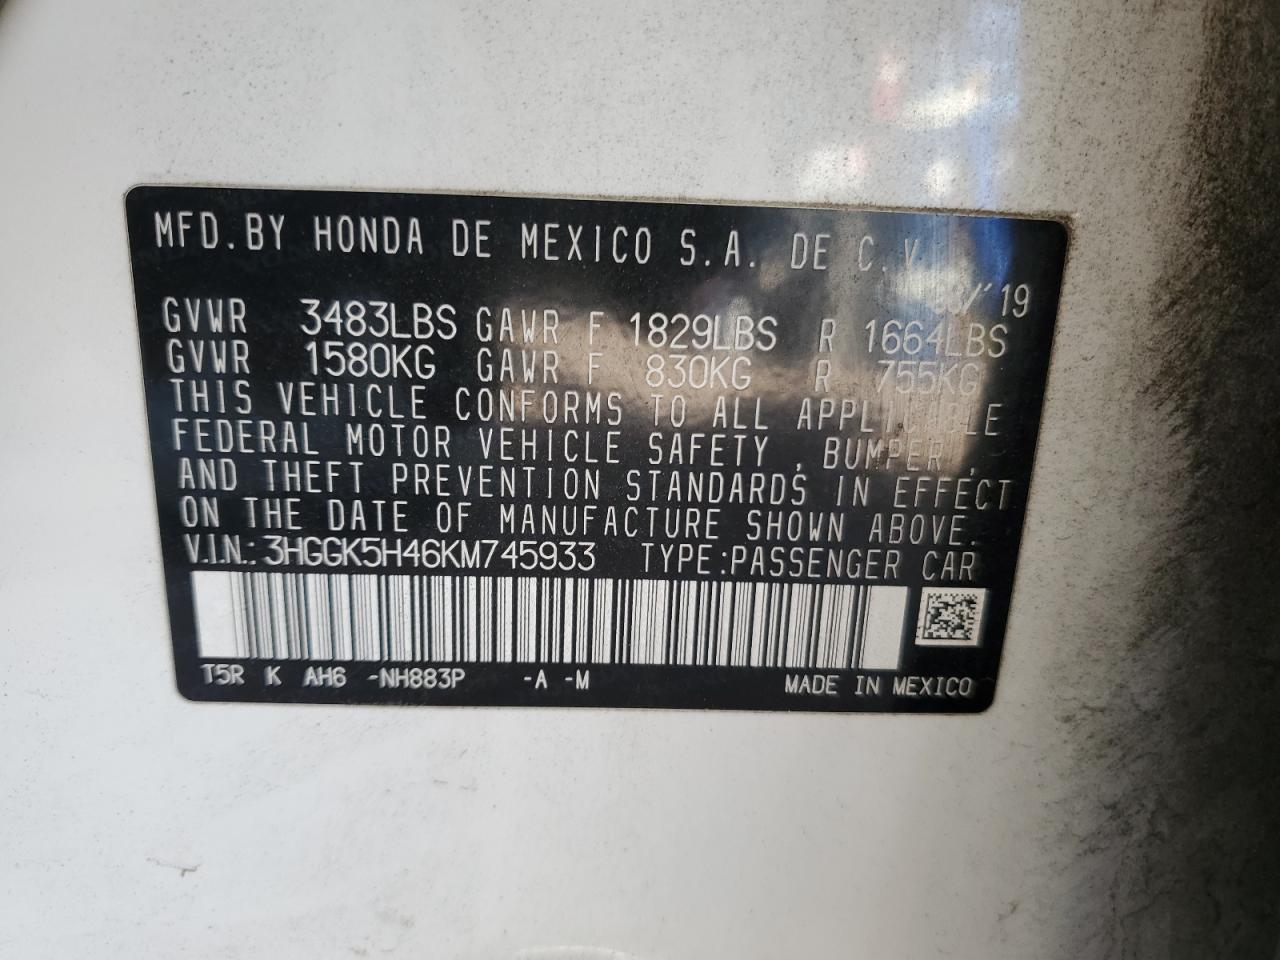 MFD.BY HONDA DE MEXICO S.A. DE C.V.
/'19
GVWR 3483LBS GAWR F 1829LBS R 1664LBS
GVWR 1580KG GAWR F 830KG R 755KG
THIS VEHICLE CONFORMS TO ALL APPLICABLE
FEDERAL MOTOR VEHICLE SAFETY , BUMPER ,
AND THEFT PREVENTION STANDARDS IN EFFECT
ON THE DATE OF MANUFACTURE SHOWN ABOVE.
V.I.N.: 3HGGK5H46KM745933 TYPE:PASSENGER CAR
T5R K AH6 -NH883P -A -M MADE IN MEXICO